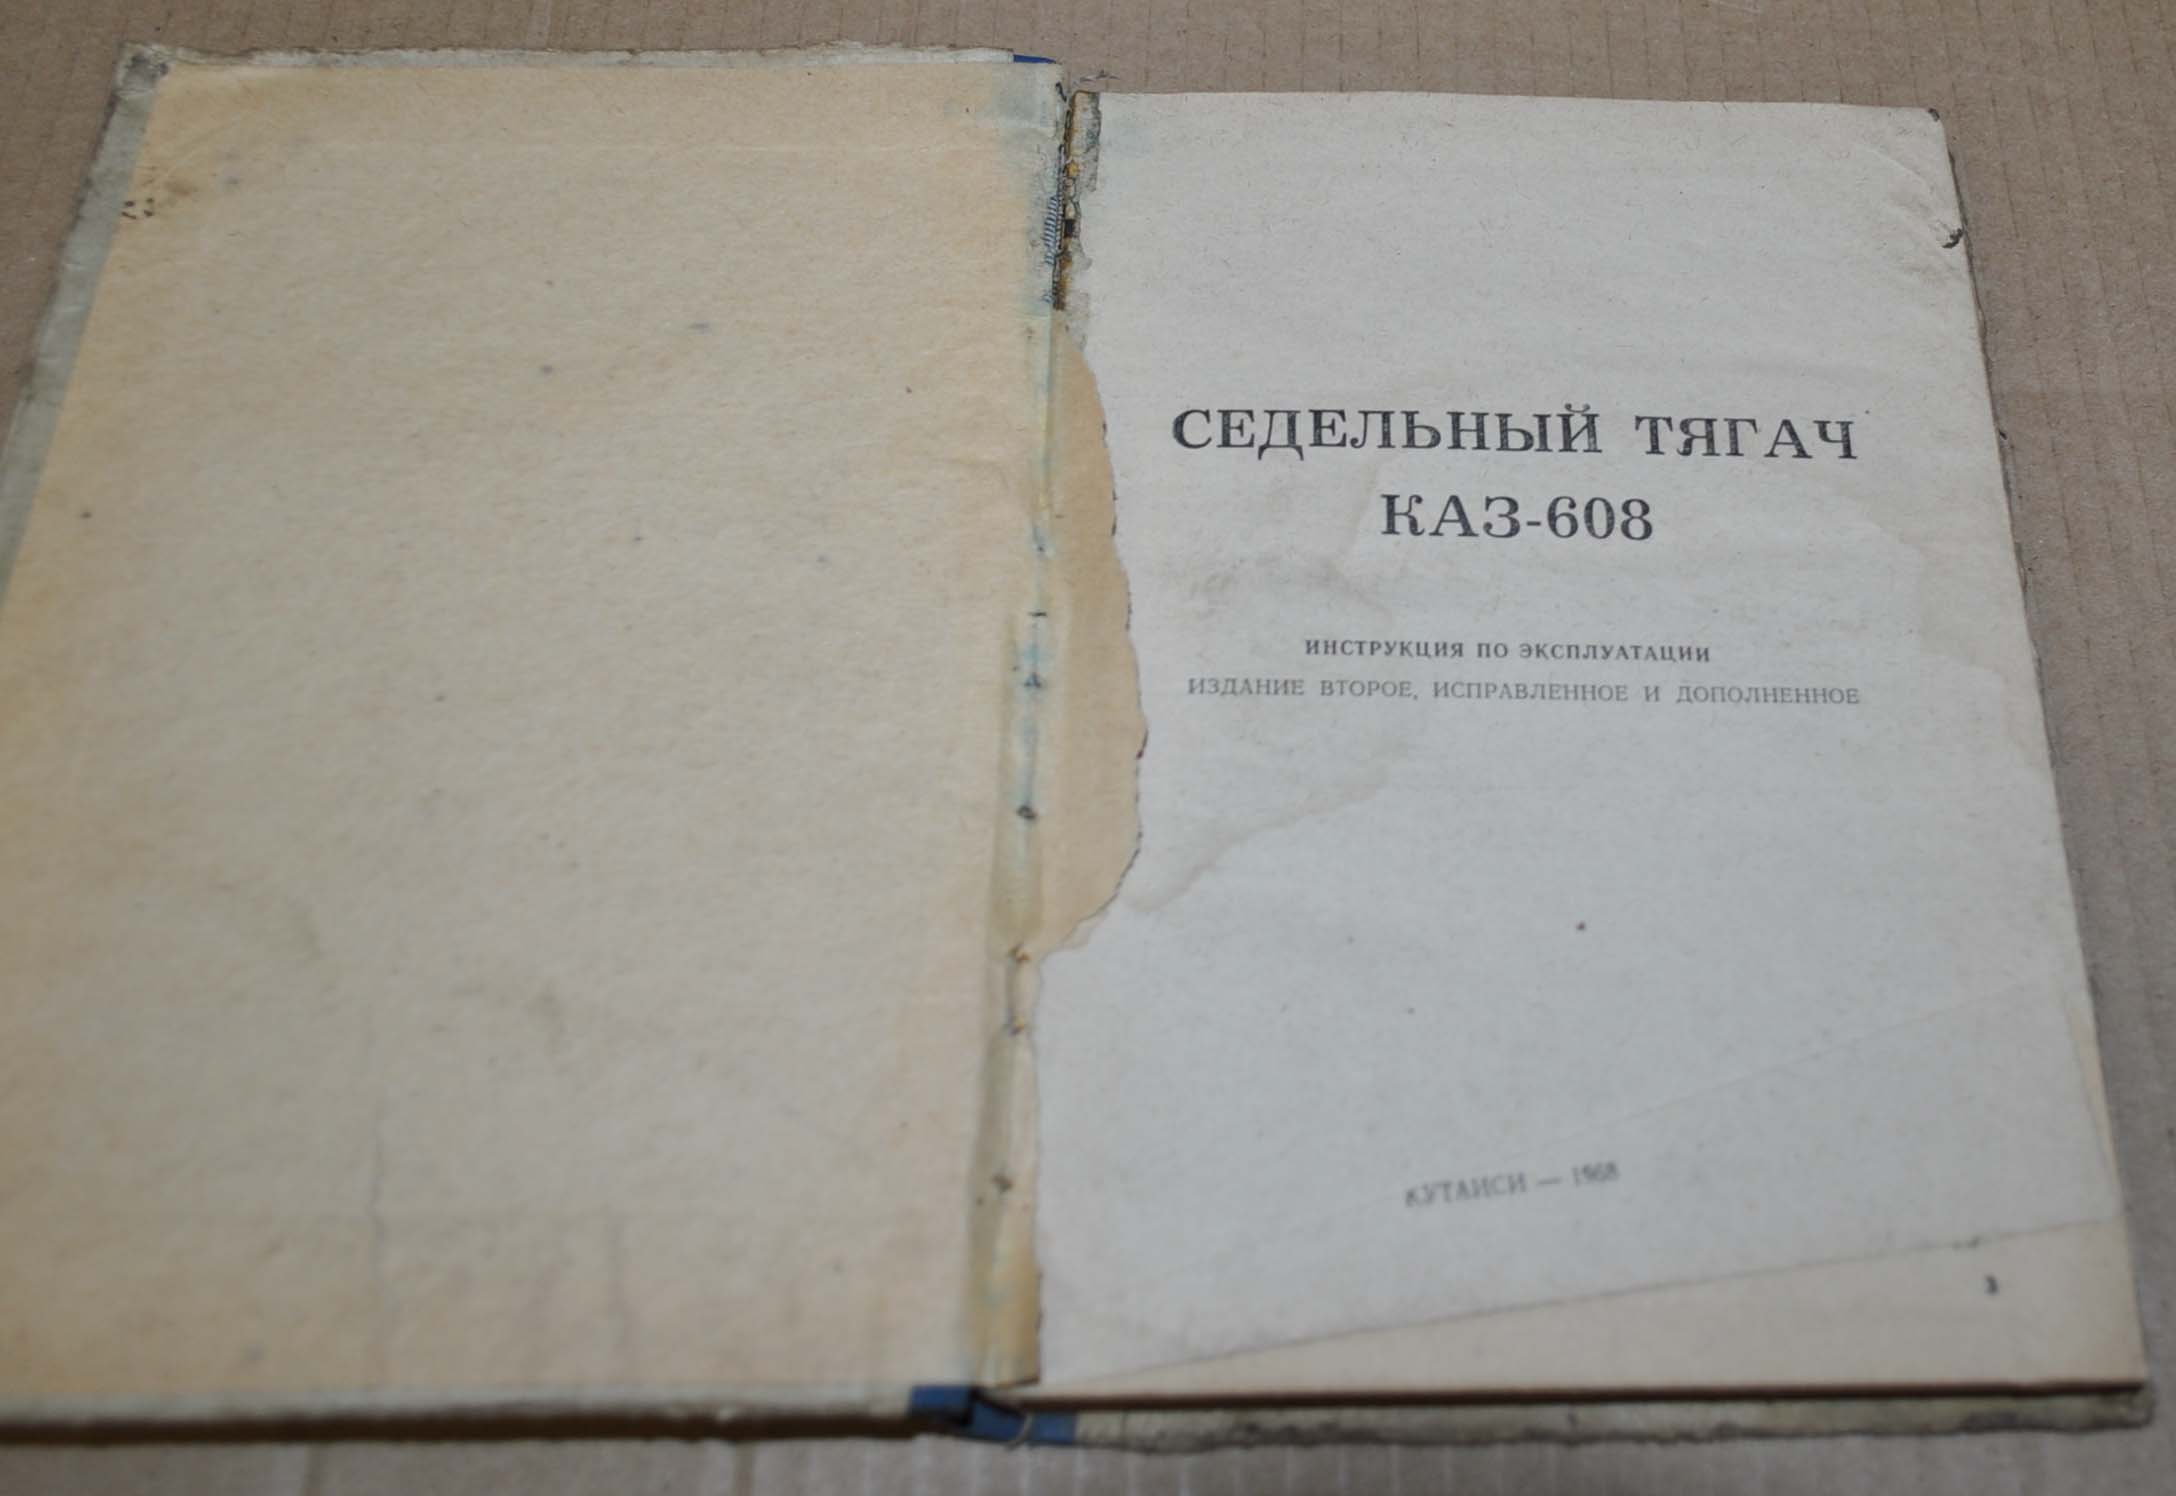 СЕДЕЛЬНЫЙ ТЯГАЧ
КАЗ-608
ИНСТРУКЦИЯ ПО ЭКСПЛУАТАЦИИ
ИЗДАНИЕ ВТОРОЕ, ИСПРАВЛЕННОЕ И ДОПОЛНЕННОЕ
КУТАИСИ — 1968
3